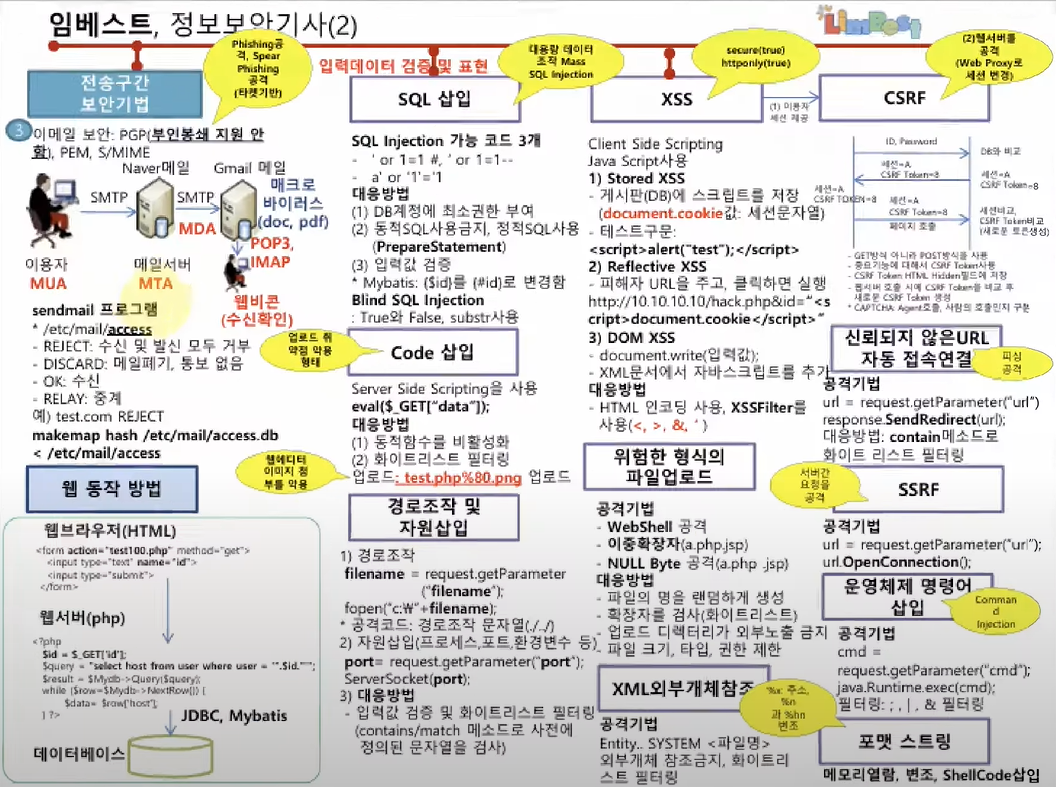 임베스트, 정보보안기사(2)
LimBest
Phishing공
격, Spear
Phishing
공격
(타켓기반)
입력데이터 검증 및 표현
대용량 데이터
조작 Mass
SQL Injection
secure(true)
httponly(true)
(2)웹서버를
공격
(Web Proxy로
세션 변경)
전송구간
보안기법
3
이메일 보안: PGP(부인봉쇄 지원 안
함), PEM, S/MIME
Naver메일
Gmail 메일
SMTP
SMTP
매크로
바이러스
(doc, pdf)
MDA
POP3,
IMAP
이용자
MUA
메일서버
MTA
웹비콘
(수신확인)
sendmail 프로그램
* /etc/mail/access
- REJECT: 수신 및 발신 모두 거부
- DISCARD: 메일폐기, 통보 없음
- OK: 수신
- RELAY: 중계
예) test.com REJECT
makemap hash /etc/mail/access.db
< /etc/mail/access
웹 동작 방법
웹브라우저(HTML)
<form action="test100.php" method="get">
<input type="text" name="id">
<input type="submit">
</form>
웹서버(php)
<?php
$id = $_GET['id'];
$query = "select host from user where user = '".$id."'";
$result = $Mydb->Query($query);
while ($row=$Mydb->NextRow()) {
$data= $row['host'];
} ?>
JDBC, Mybatis
데이터베이스
SQL 삽입
SQL Injection 가능 코드 3개
- ' or 1=1 #, ' or 1=1--
- a' or '1'='1
대응방법
(1) DB계정에 최소권한 부여
(2) 동적SQL사용금지, 정적SQL사용
(PrepareStatement)
(3) 입력값 검증
* Mybatis: ($id)를 (#id)로 변경함
Blind SQL Injection
: True와 False, substr사용
업로드 취
약점 악용
형태
Code 삽입
Server Side Scripting을 사용
eval($_GET["data"]);
대응방법
(1) 동적함수를 비활성화
(2) 화이트리스트 필터링
웹에디터
이미지 첨
부를 악용
업로드: test.php%80.png 업로드
경로조작 및
자원삽입
1) 경로조작
filename = request.getParameter
("filename");
fopen("c:\"+filename);
* 공격코드: 경로조작 문자열(./../)
2) 자원삽입(프로세스,포트,환경변수 등)
port= request.getParameter("port");
ServerSocket(port);
3) 대응방법
- 입력값 검증 및 화이트리스트 필터링
(contains/match 메소드로 사전에
정의된 문자열을 검사)
XSS
(1) 이용자
세션 제공
Client Side Scripting
Java Script사용
1) Stored XSS
- 게시판(DB)에 스크립트를 저장
(document.cookie값: 세션문자열)
- 테스트구문:
<script>alert("test");</script>
2) Reflective XSS
- 피해자 URL을 주고, 클릭하면 실행
http://10.10.10.10/hack.php&id="<s
cript>document.cookie</script>"
3) DOM XSS
- document.write(입력값);
- XML문서에서 자바스크립트를 추가
대응방법
- HTML 인코딩 사용, XSSFilter를
사용(<, >, &, ' )
위험한 형식의
파일업로드
공격기법
- WebShell 공격
- 이중확장자(a.php.jsp)
- NULL Byte 공격(a.php .jsp)
대응방법
- 파일의 명을 랜덤하게 생성
- 확장자를 검사(화이트리스트)
- 업로드 디렉터리가 외부노출 금지
- 파일 크기, 타입, 권한 제한
XML외부개체참조
%x: 주소,
%n
과 %hn
변조
공격기법
Entity.. SYSTEM <파일명>
외부개체 참조금지, 화이트리
스트 필터링
CSRF
ID, Password
DB와 비교
세션=A
CSRF Token=8
세션=A
CSRF Token=8
세션=A
CSRF TOKEN=8
세션=A
CSRF Token=8
페이지 호출
세션비교,
CSRF Token비교
(새로운 토큰생성)
- GET방식 아니라 POST방식을 사용
- 중요기능에 대해서 CSRF Token사용
- CSRF Token HTML Hidden필드에 저장
- 웹서버 호출 시에 CSRF Token을 비교 후
새로운 CSRF Token 생성
* CAPTCHA: Agent호출, 사람의 호출인지 구분
신뢰되지 않은URL
자동 접속연결
피싱
공격
공격기법
url = request.getParameter("url")
response.SendRedirect(url);
대응방법: contain메소드로
화이트 리스트 필터링
서버간
요청을
공격
SSRF
공격기법
url = request.getParameter("url");
url.OpenConnection();
운영체제 명령어
삽입
Comman
d
Injection
공격기법
cmd =
request.getParameter("cmd");
java.Runtime.exec(cmd);
필터링: ; , | , & 필터링
포맷 스트링
메모리열람, 변조, ShellCode삽입